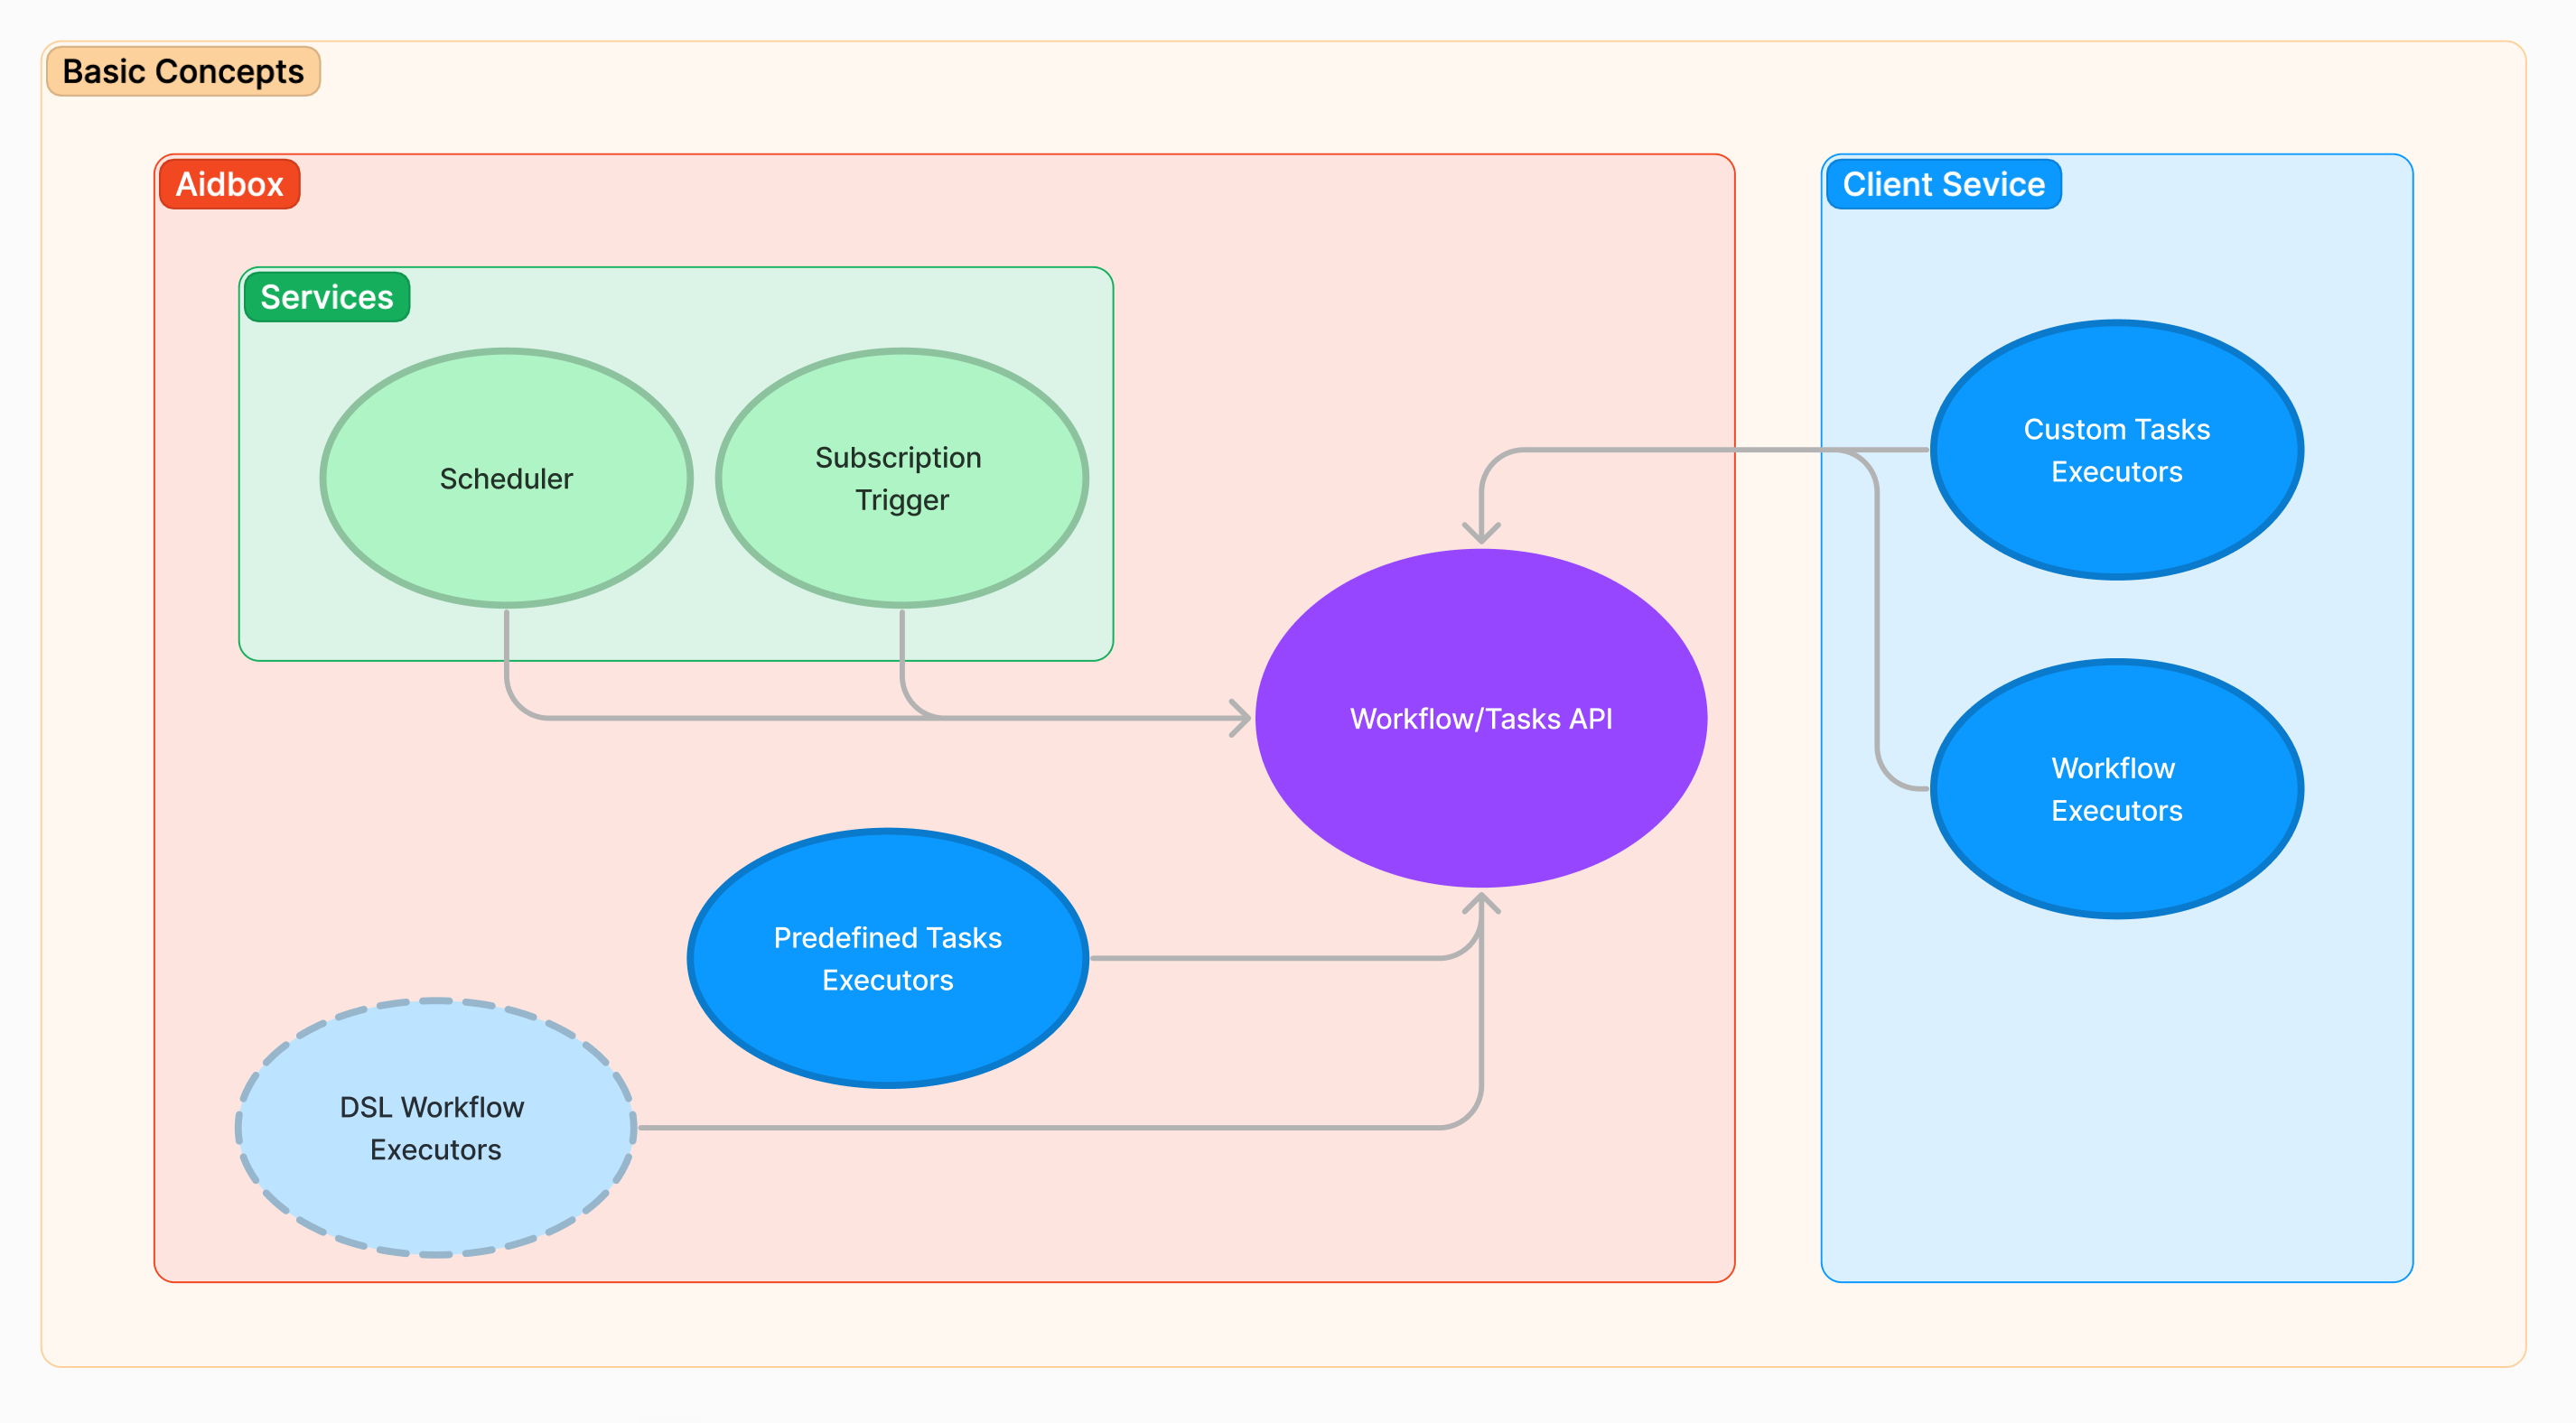 Basic Concepts
Aidbox
Client Sevice
Services
Scheduler
Subscription
Trigger
Custom Tasks
Executors
Workflow/Tasks API
Workflow
Executors
Predefined Tasks
Executors
DSL Workflow
Executors